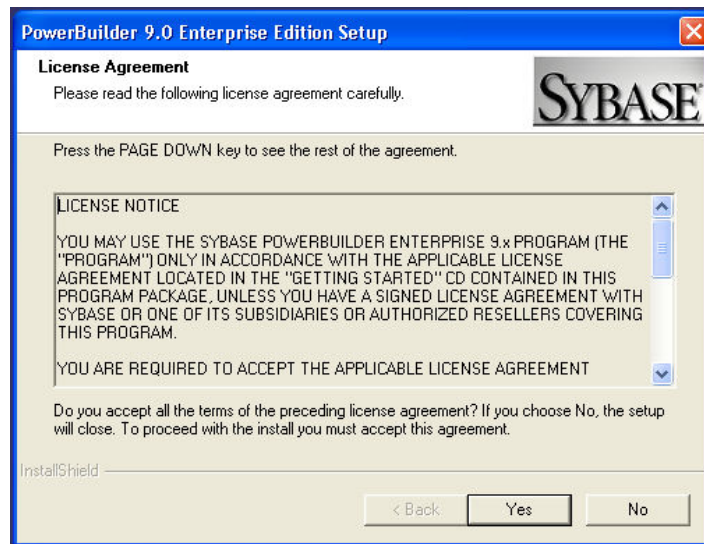 PowerBuilder 9.0 Enterprise Edition Setup
License Agreement
Please read the following license agreement carefully.
SYBASE
Press the PAGE DOWN key to see the rest of the agreement.
LICENSE NOTICE
YOU MAY USE THE SYBASE POWERBUILDER ENTERPRISE 9.x PROGRAM (THE
"PROGRAM") ONLY IN ACCORDANCE WITH THE APPLICABLE LICENSE
AGREEMENT LOCATED IN THE "GETTING STARTED" CD CONTAINED IN THIS
PROGRAM PACKAGE, UNLESS YOU HAVE A SIGNED LICENSE AGREEMENT WITH
SYBASE OR ONE OF ITS SUBSIDIARIES OR AUTHORIZED RESELLERS COVERING
THIS PROGRAM.
YOU ARE REQUIRED TO ACCEPT THE APPLICABLE LICENSE AGREEMENT
Do you accept all the terms of the preceding license agreement? If you choose No, the setup
will close. To proceed with the install you must accept this agreement.
InstallShield
< Back
Yes
No